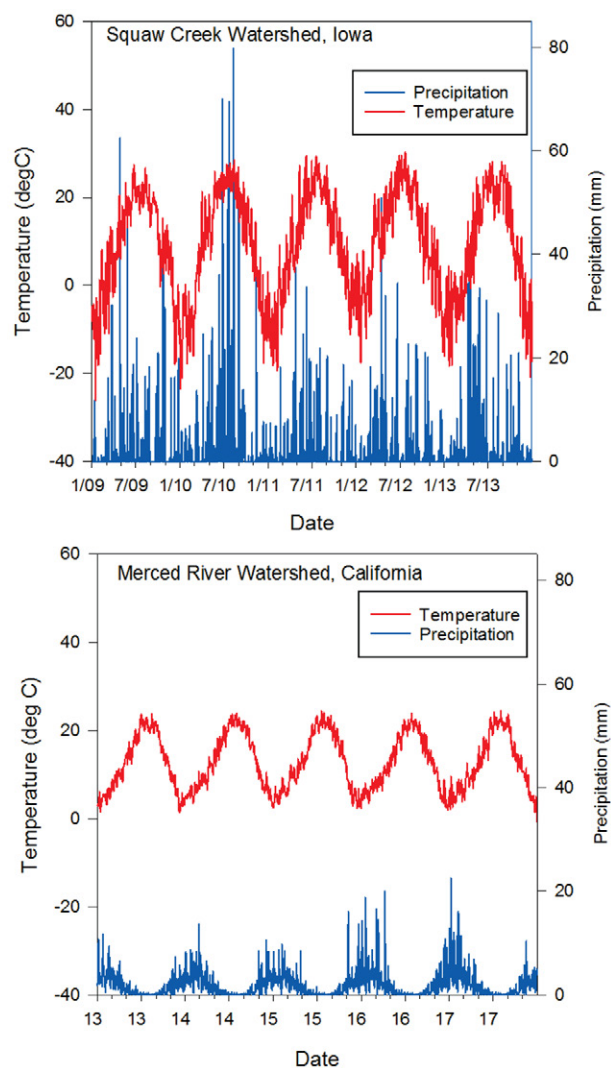 Squaw Creek Watershed, Iowa
Precipitation
Temperature
Temperature (degC)
Precipitation (mm)
60
40
20
0
-20
-40
80
60
40
20
0
1/09 7/09 1/10 7/10 1/11 7/11 1/12 7/12 1/13 7/13
Date
Merced River Watershed, California
Temperature
Precipitation
Temperature (deg C)
Precipitation (mm)
60
40
20
0
-20
-40
80
60
40
20
0
13 13 14 14 15 15 16 16 17 17
Date